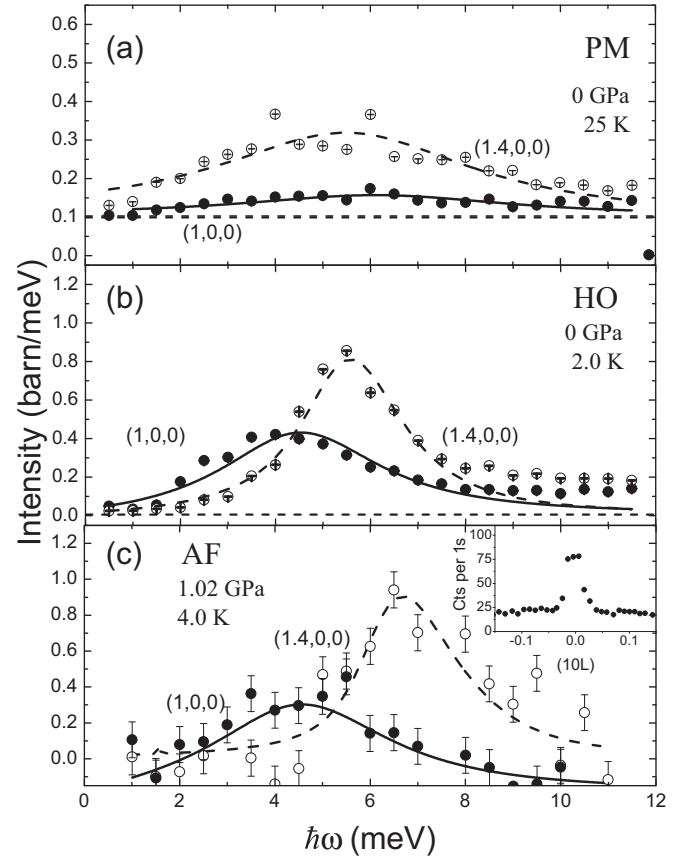 (a)
PM
0 GPa
25 K
(1.4,0,0)
(1,0,0)
0.6
0.5
0.4
0.3
0.2
0.1
0.0
(b)
HO
0 GPa
2.0 K
(1,0,0)
(1.4,0,0)
1.2
1.0
0.8
0.6
0.4
0.2
0.0
Intensity (barn/meV)
(c)
AF
1.02 GPa
4.0 K
(1.4,0,0)
(1,0,0)
1.2
1.0
0.8
0.6
0.4
0.2
0.0
Cts per 1s
100
75
50
25
0
-0.1 0.0 0.1
(10L)
0 2 4 6 8 10 12
ℏω (meV)